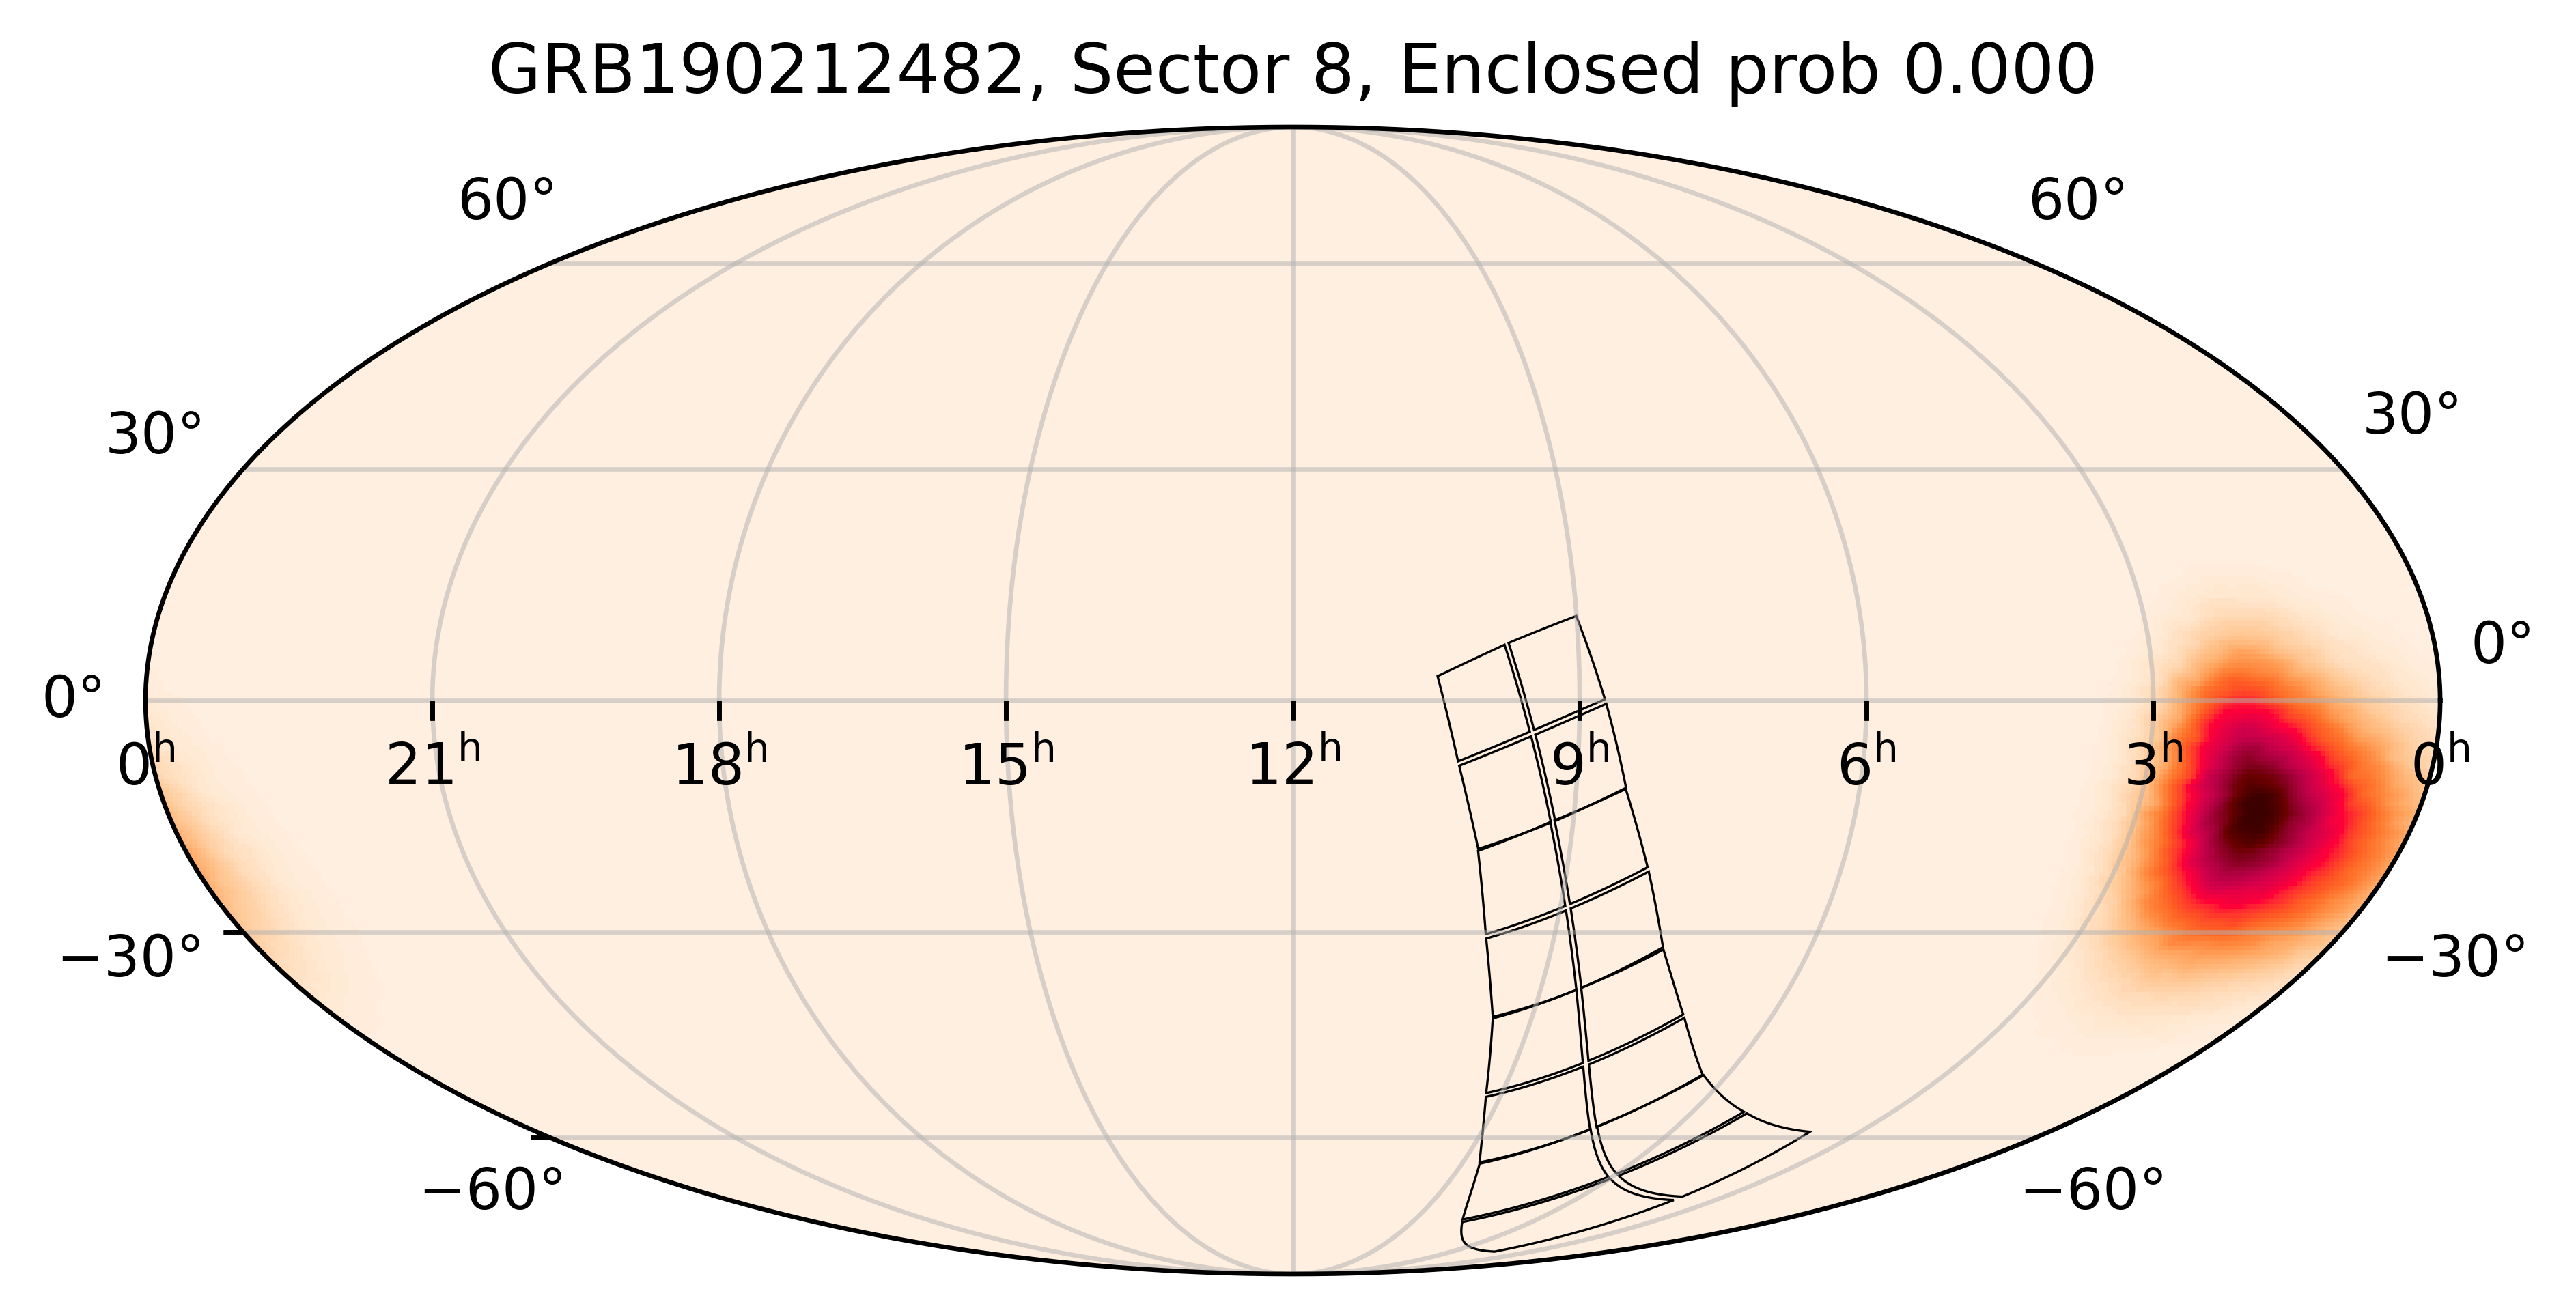 GRB190212482, Sector 8, Enclosed prob 0.000
60° 60°
30° 30°
0° 0°
0h 21h 18h 15h 12h 9h 6h 3h 0h
−30° −30°
−60° −60°